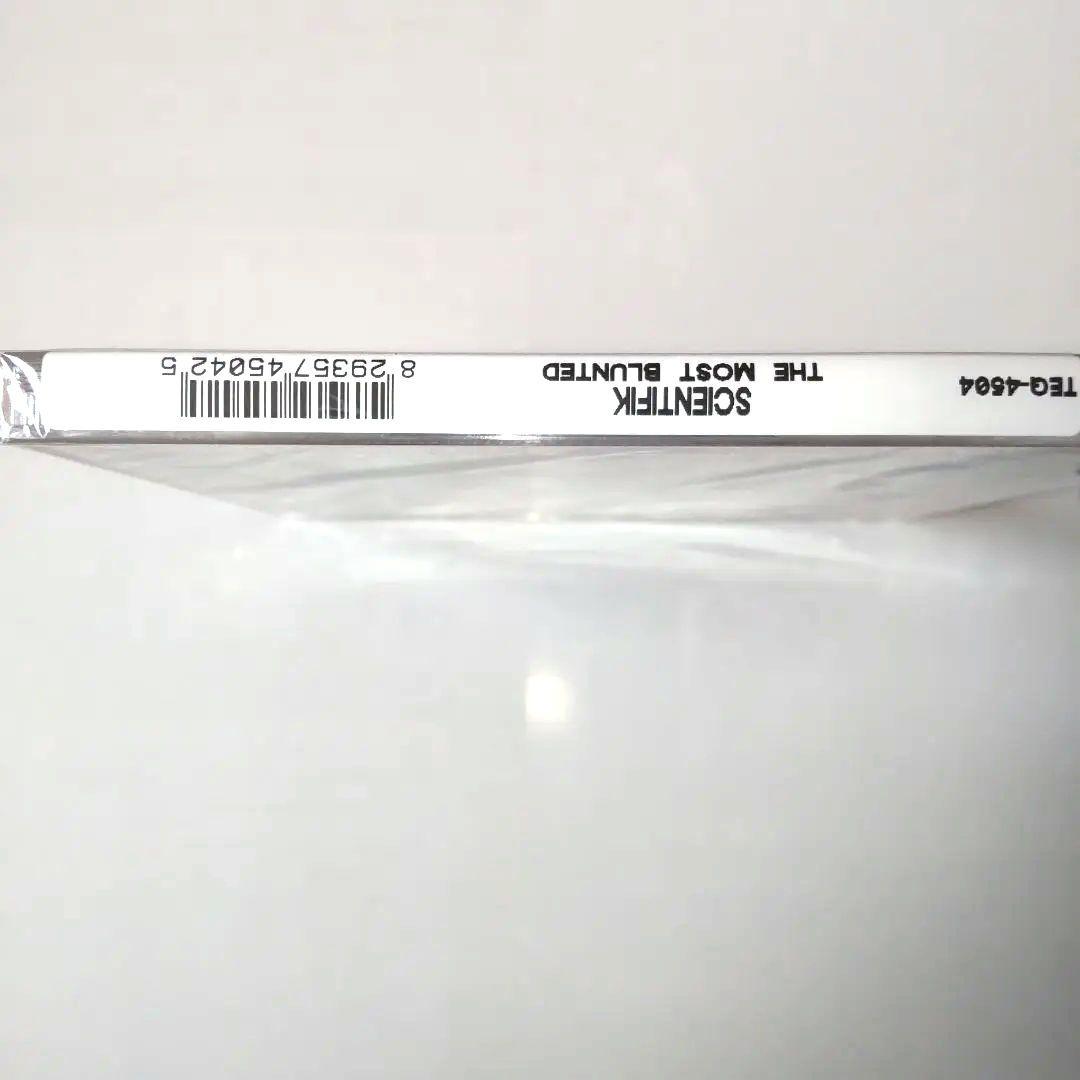 TEQ-4504
SCIENTIFIK
THE MOST BLUNTED
8 29357 45042 5